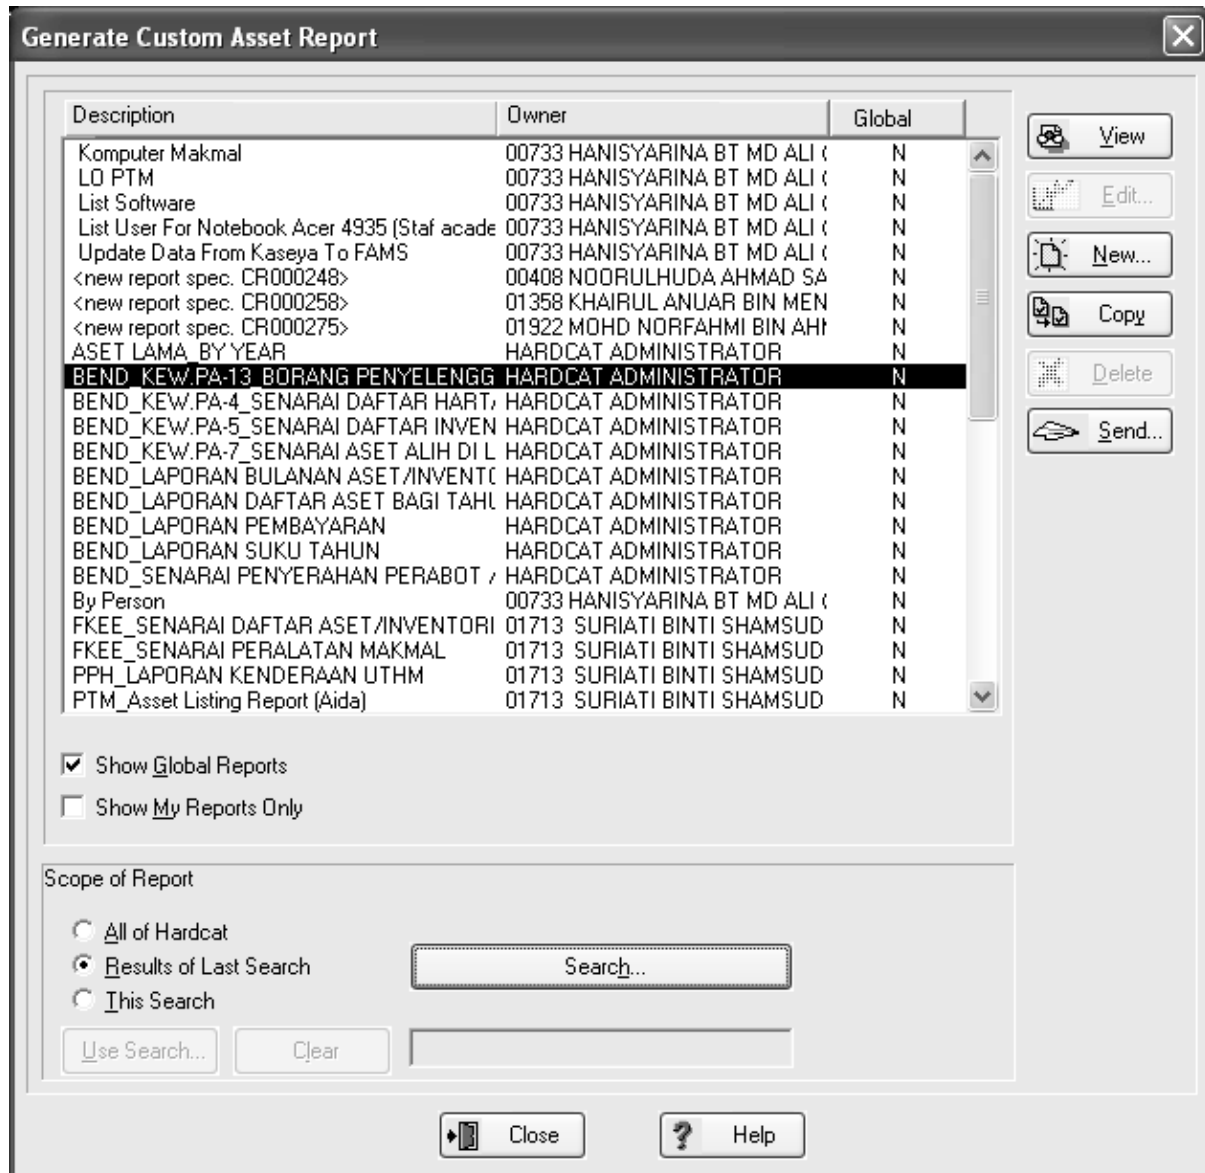 Generate Custom Asset Report
Description Owner Global
Komputer Makmal 00733 HANISYARINA BT MD ALI ( N
LO PTM 00733 HANISYARINA BT MD ALI ( N
List Software 00733 HANISYARINA BT MD ALI ( N
List User For Notebook Acer 4935 (Staf acade 00733 HANISYARINA BT MD ALI ( N
Update Data From Kaseya To FAMS 00733 HANISYARINA BT MD ALI ( N
<new report spec. CR000248> 00408 NOORULHUDA AHMAD SA N
<new report spec. CR000258> 01358 KHAIRUL ANUAR BIN MEN N
<new report spec. CR000275> 01922 MOHD NORFAHMI BIN AH N
ASET LAMA_BY YEAR HARDCAT ADMINISTRATOR N
BEND_KEW.PA-13_BORANG PENYELENGG HARDCAT ADMINISTRATOR N
BEND_KEW.PA-4_SENARAI DAFTAR HARTA HARDCAT ADMINISTRATOR N
BEND_KEW.PA-5_SENARAI DAFTAR INVEN HARDCAT ADMINISTRATOR N
BEND_KEW.PA-7_SENARAI ASET ALIH DI L HARDCAT ADMINISTRATOR N
BEND_LAPORAN BULANAN ASET/INVENT( HARDCAT ADMINISTRATOR N
BEND_LAPORAN DAFTAR ASET BAGI TAHU HARDCAT ADMINISTRATOR N
BEND_LAPORAN PEMBAYARAN HARDCAT ADMINISTRATOR N
BEND_LAPORAN SUKU TAHUN HARDCAT ADMINISTRATOR N
BEND_SENARAI PENYERAHAN PERABOT / HARDCAT ADMINISTRATOR N
By Person 00733 HANISYARINA BT MD ALI ( N
FKEE_SENARAI DAFTAR ASET/INVENTORI 01713 SURIATI BINTI SHAMSUD N
FKEE_SENARAI PERALATAN MAKMAL 01713 SURIATI BINTI SHAMSUD N
PPH_LAPORAN KENDERAAN UTHM 01713 SURIATI BINTI SHAMSUD N
PTM_Asset Listing Report (Aida) 01713 SURIATI BINTI SHAMSUD N
View
Edit...
New...
Copy
Delete
Send...
Show Global Reports
Show My Reports Only
Scope of Report
All of Hardcat
Results of Last Search
Search...
This Search
Use Search...
Clear
Close
Help